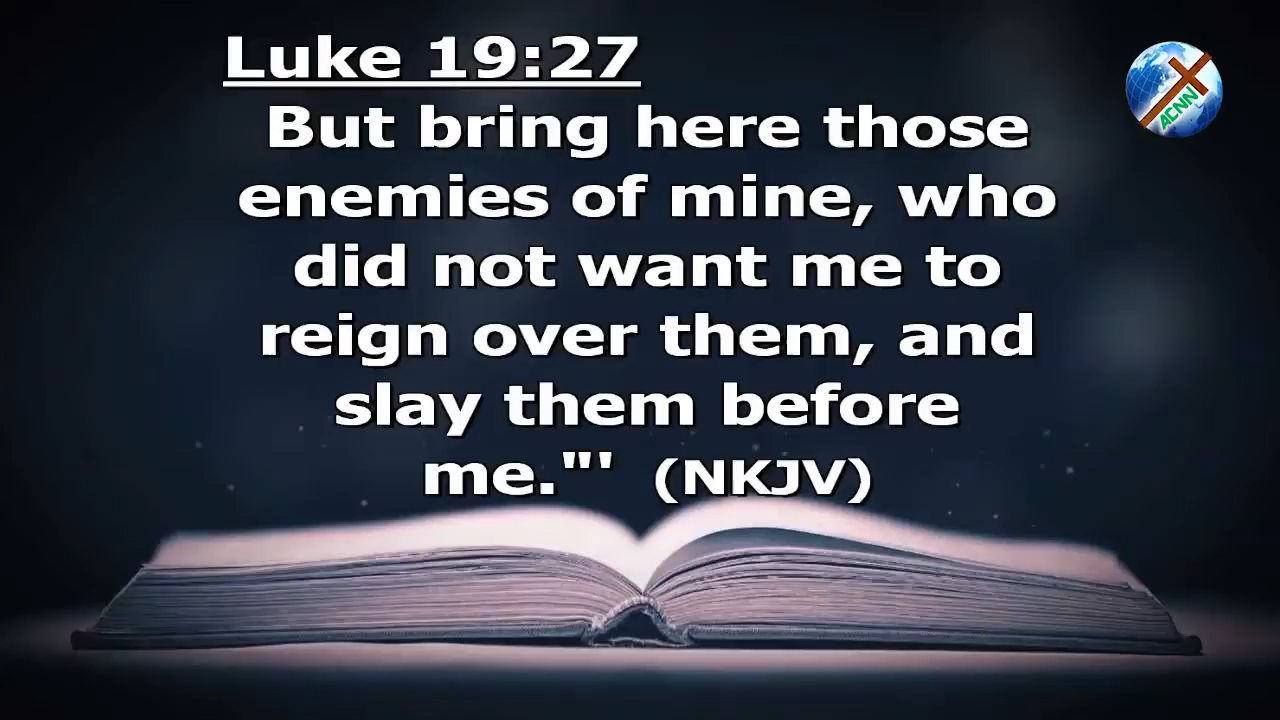 Luke 19:27
But bring here those
enemies of mine, who
did not want me to
reign over them, and
slay them before
me."' (NKJV)
ACNN